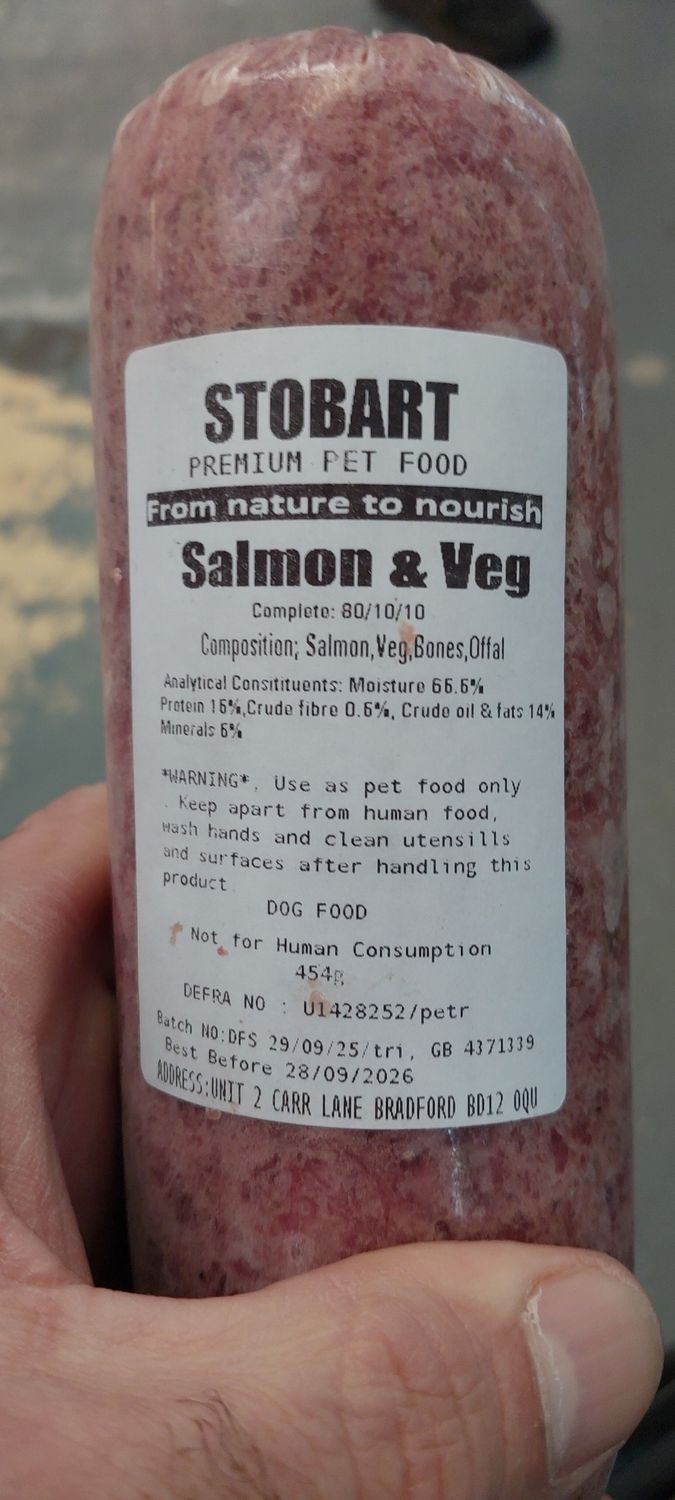 STOBART
PREMIUM PET FOOD
From nature to nourish
Salmon & Veg
Complete: 80/10/10
Composition; Salmon,Veg,Bones,Offal
Analytical Consitituents: Moisture 66.6%
Protein 16%,Crude fibre 0.6%, Crude oil & fats 14%
Minerals 6%
*WARNING*, Use as pet food only
. Keep apart from human food,
wash hands and clean utensills
and surfaces after handling this
product
DOG FOOD
Not for Human Consumption
454g
DEFRA NO : U1428252/petr
Batch NO:DFS 29/09/25/tri, GB 4371339
Best Before 28/09/2026
ADDRESS:UNIT 2 CARR LANE BRADFORD BD12 0QU